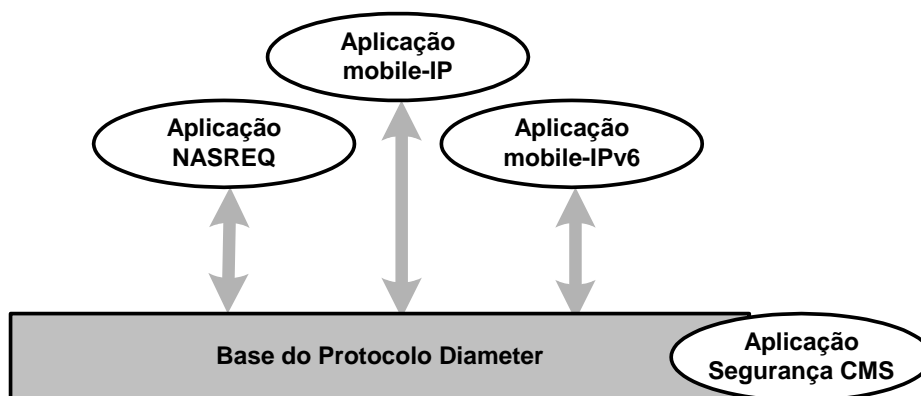 Aplicação
mobile-IP
Aplicação
NASREQ
Aplicação
mobile-IPv6
Base do Protocolo Diameter
Aplicação
Segurança CMS